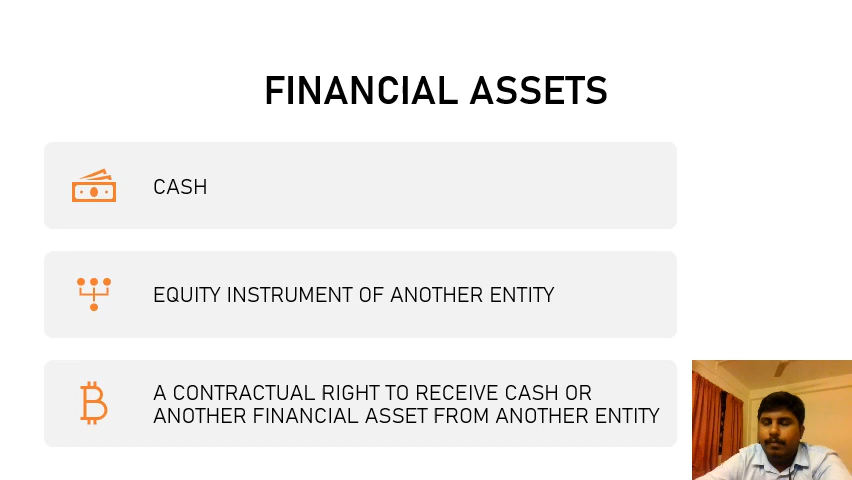 FINANCIAL ASSETS
CASH
EQUITY INSTRUMENT OF ANOTHER ENTITY
A CONTRACTUAL RIGHT TO RECEIVE CASH OR
ANOTHER FINANCIAL ASSET FROM ANOTHER ENTITY